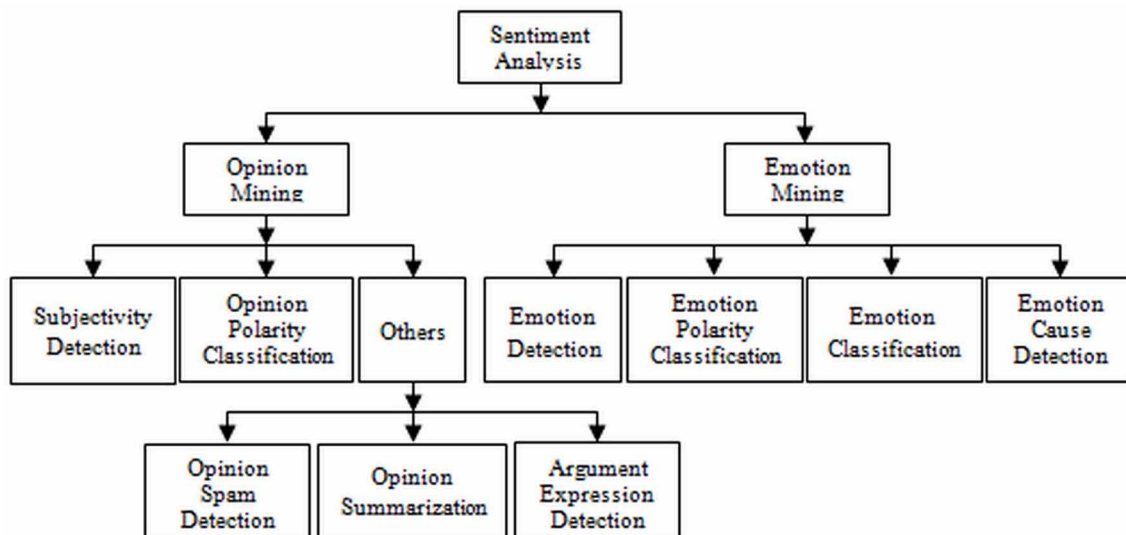 Sentiment
Analysis
Opinion
Mining
Emotion
Mining
Subjectivity
Detection
Opinion
Polarity
Classification
Others
Emotion
Detection
Emotion
Polarity
Classification
Emotion
Classification
Emotion
Cause
Detection
Opinion
Spam
Detection
Opinion
Summarization
Argument
Expression
Detection